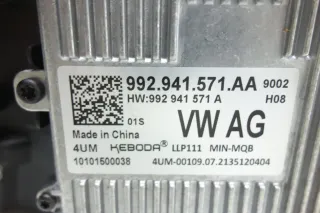 992.941.571.AA 9002
HW:992 941 571 A H08
01S VW AG
Made in China
4UM KEBODA® LLP111 MIN-MQB
10101500038 4UM-00109.07.2135120404